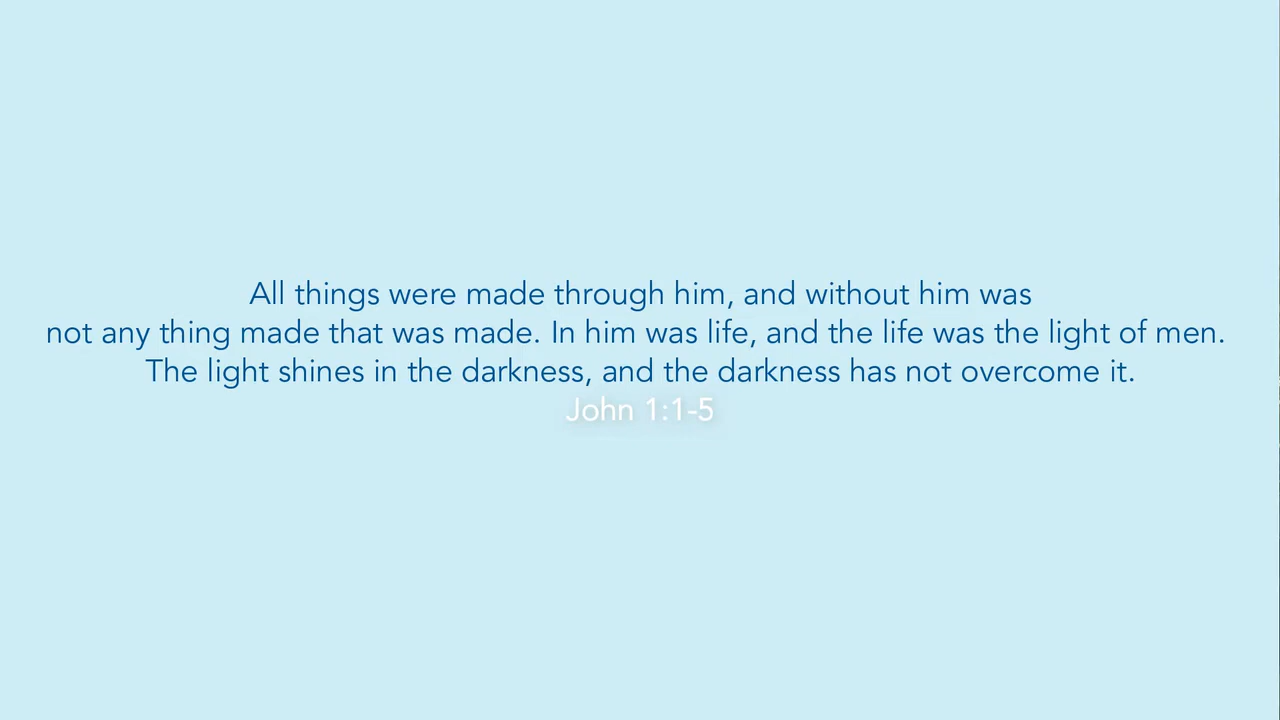 All things were made through him, and without him was
not any thing made that was made. In him was life, and the life was the light of men.
The light shines in the darkness, and the darkness has not overcome it.
John 1:1-5